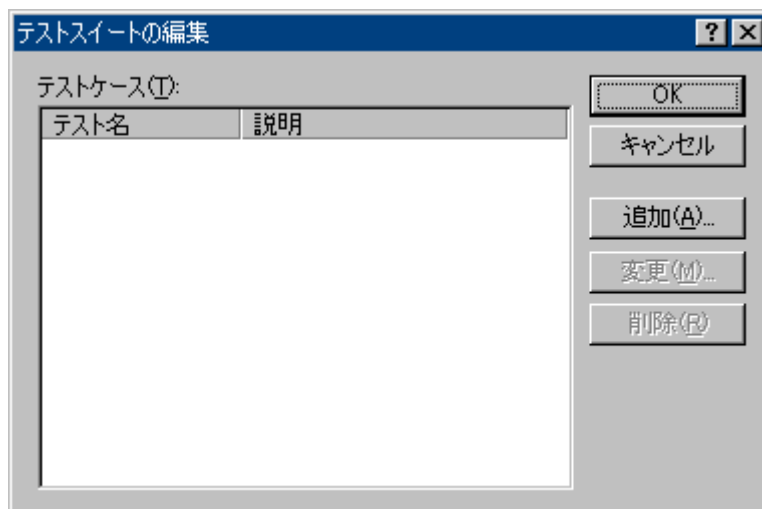 テストスイートの編集
テストケース(T):
テスト名 説明
OK
キャンセル
追加(A)...
変更(M)...
削除(R)